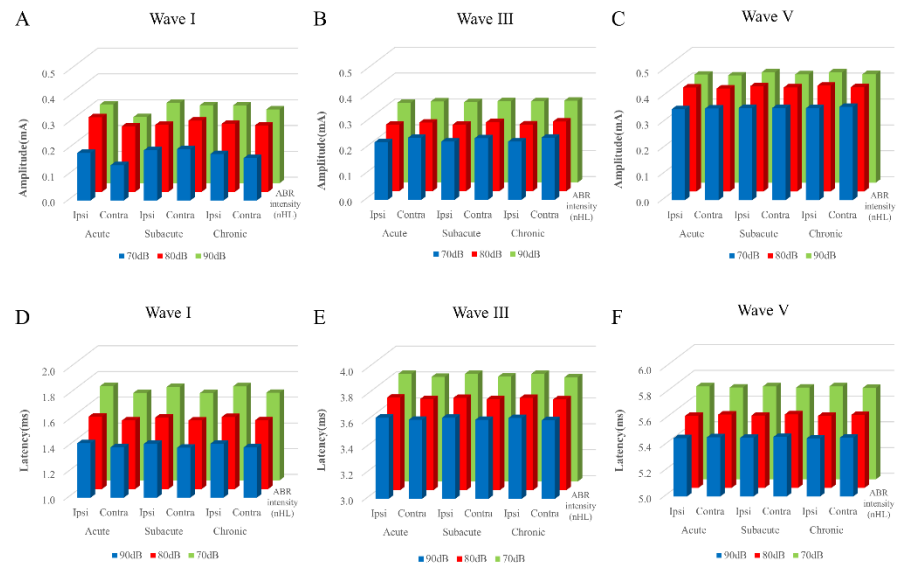 A
Wave I
Amplitude(mA)
0.5
0.4
0.3
0.2
0.1
0.0
Ipsi Contra Ipsi Contra Ipsi Contra
Acute Subacute Chronic
ABR
intensity
(nHL)
70dB 80dB 90dB
B
Wave III
Amplitude(mA)
0.5
0.4
0.3
0.2
0.1
0.0
Ipsi Contra Ipsi Contra Ipsi Contra
Acute Subacute Chronic
ABR
intensity
(nHL)
70dB 80dB 90dB
C
Wave V
Amplitude(mA)
0.5
0.4
0.3
0.2
0.1
0.0
Ipsi Contra Ipsi Contra Ipsi Contra
Acute Subacute Chronic
ABR
intensity
(nHL)
70dB 80dB 90dB
D
Wave I
Latency(ms)
2.0
1.8
1.6
1.4
1.2
1.0
Ipsi Contra Ipsi Contra Ipsi Contra
Acute Subacute Chronic
ABR
intensity
(nHL)
90dB 80dB 70dB
E
Wave III
Latency(ms)
4.0
3.8
3.6
3.4
3.2
3.0
Ipsi Contra Ipsi Contra Ipsi Contra
Acute Subacute Chronic
ABR
intensity
(nHL)
90dB 80dB 70dB
F
Wave V
Latency(ms)
6.0
5.8
5.6
5.4
5.2
5.0
Ipsi Contra Ipsi Contra Ipsi Contra
Acute Subacute Chronic
ABR
intensity
(nHL)
90dB 80dB 70dB